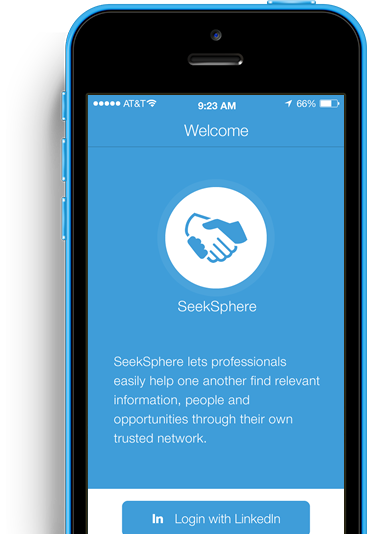 AT&T 9:23 AM 66%
Welcome
SeekSphere
SeekSphere lets professionals
easily help one another find relevant
information, people and
opportunities through their own
trusted network.
In Login with LinkedIn